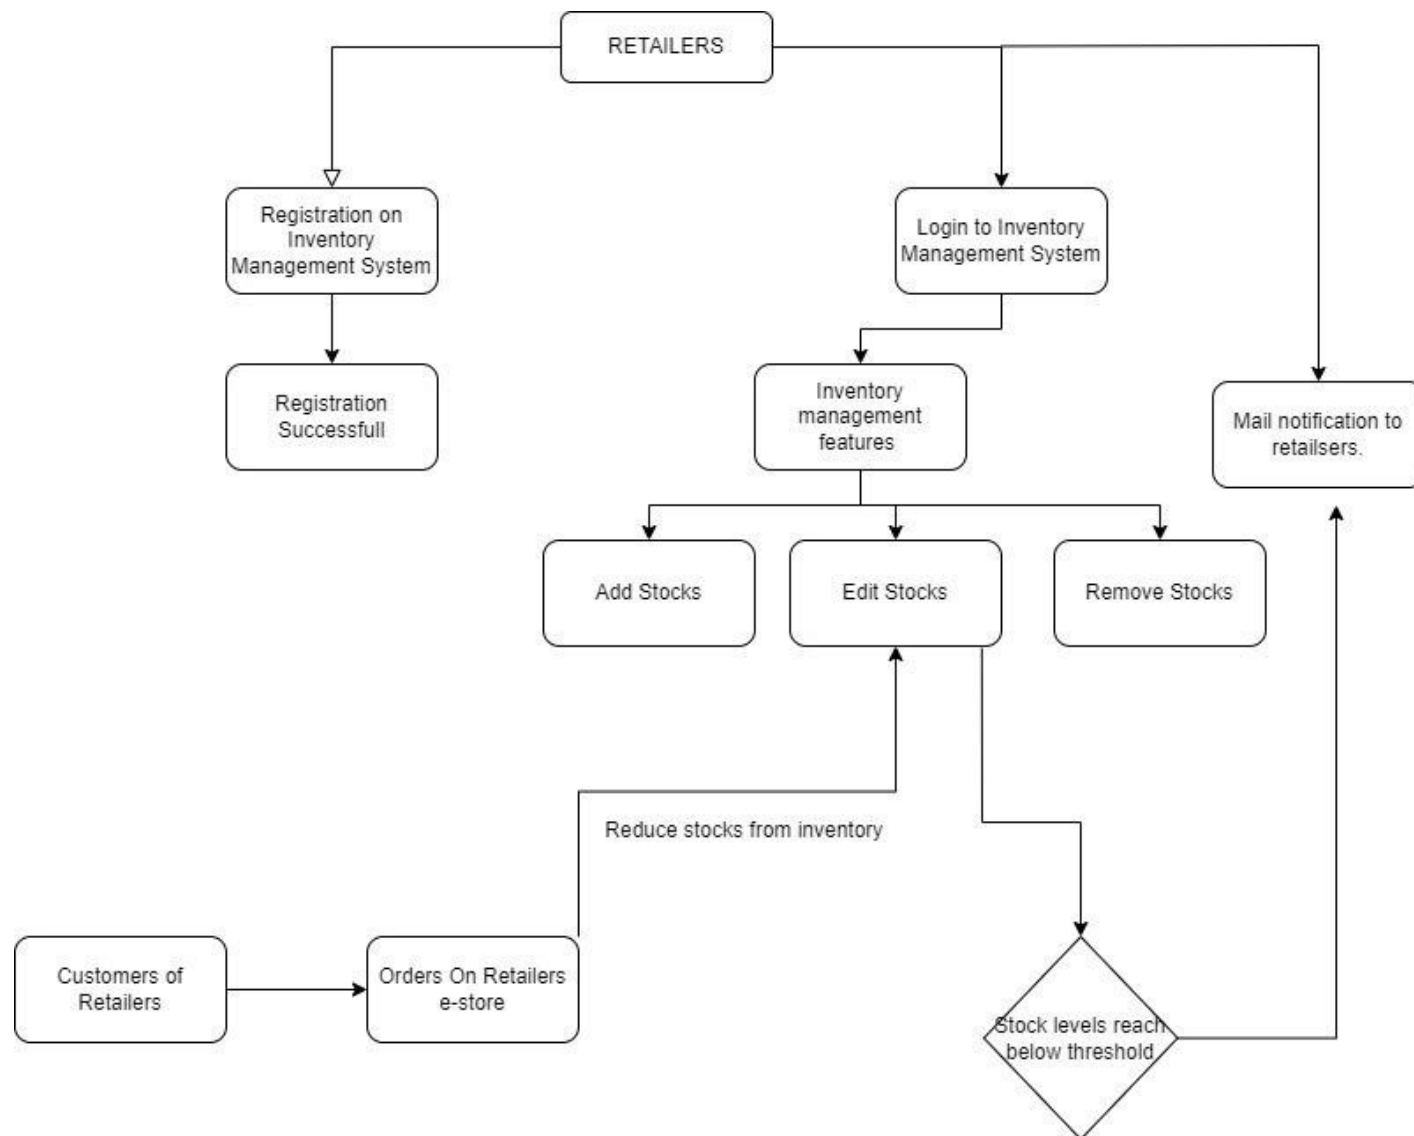 RETAILERS
Registration on
Inventory
Management System
Login to Inventory
Management System
Registration
Successfull
Inventory
management
features
Mail notification to
retailsers.
Add Stocks
Edit Stocks
Remove Stocks
Reduce stocks from inventory
Customers of
Retailers
Orders On Retailers
e-store
Stock levels reach
below threshold